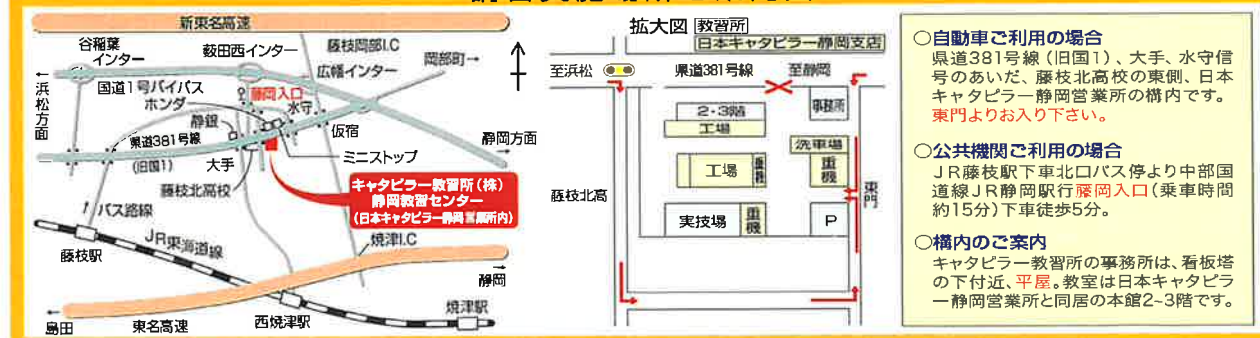 新東名高速
谷稲葉
インター
薮田西インター
藤枝岡部I.C
岡部町→
←浜松方面
国道1号バイパス
藤岡入口
広幡インター
ホンダ
水守
静銀
仮宿
県道381号線
(旧国1)
大手
ミニストップ
静岡方面
藤枝北高校
キャタピラー教習所(株)
静岡教習センター
(日本キャタピラー静岡営業所内)
バス路線
藤枝駅
JR東海道線
焼津I.C
静岡
島田
東名高速
西焼津駅
焼津駅
拡大図 教習所
日本キャタピラー静岡支店
至浜松
県道381号線
至静岡
2・3階
事務所
工場
洗車場
工場
重機
重機
藤枝北高
東門
実技場
重機
P
○自動車ご利用の場合
県道381号線(旧国1)、大手、水守信
号のあいだ、藤枝北高校の東側、日本
キャタピラー静岡営業所の構内です。
東門よりお入り下さい。
○公共機関ご利用の場合
JR藤枝駅下車北口バス停より中部国
道線JR静岡駅行藤岡入口(乗車時間
約15分)下車徒歩5分。
○構内のご案内
キャタピラー教習所の事務所は、看板塔
の下付近、平屋。教室は日本キャタピラ
ー静岡営業所と同居の本館2~3階です。